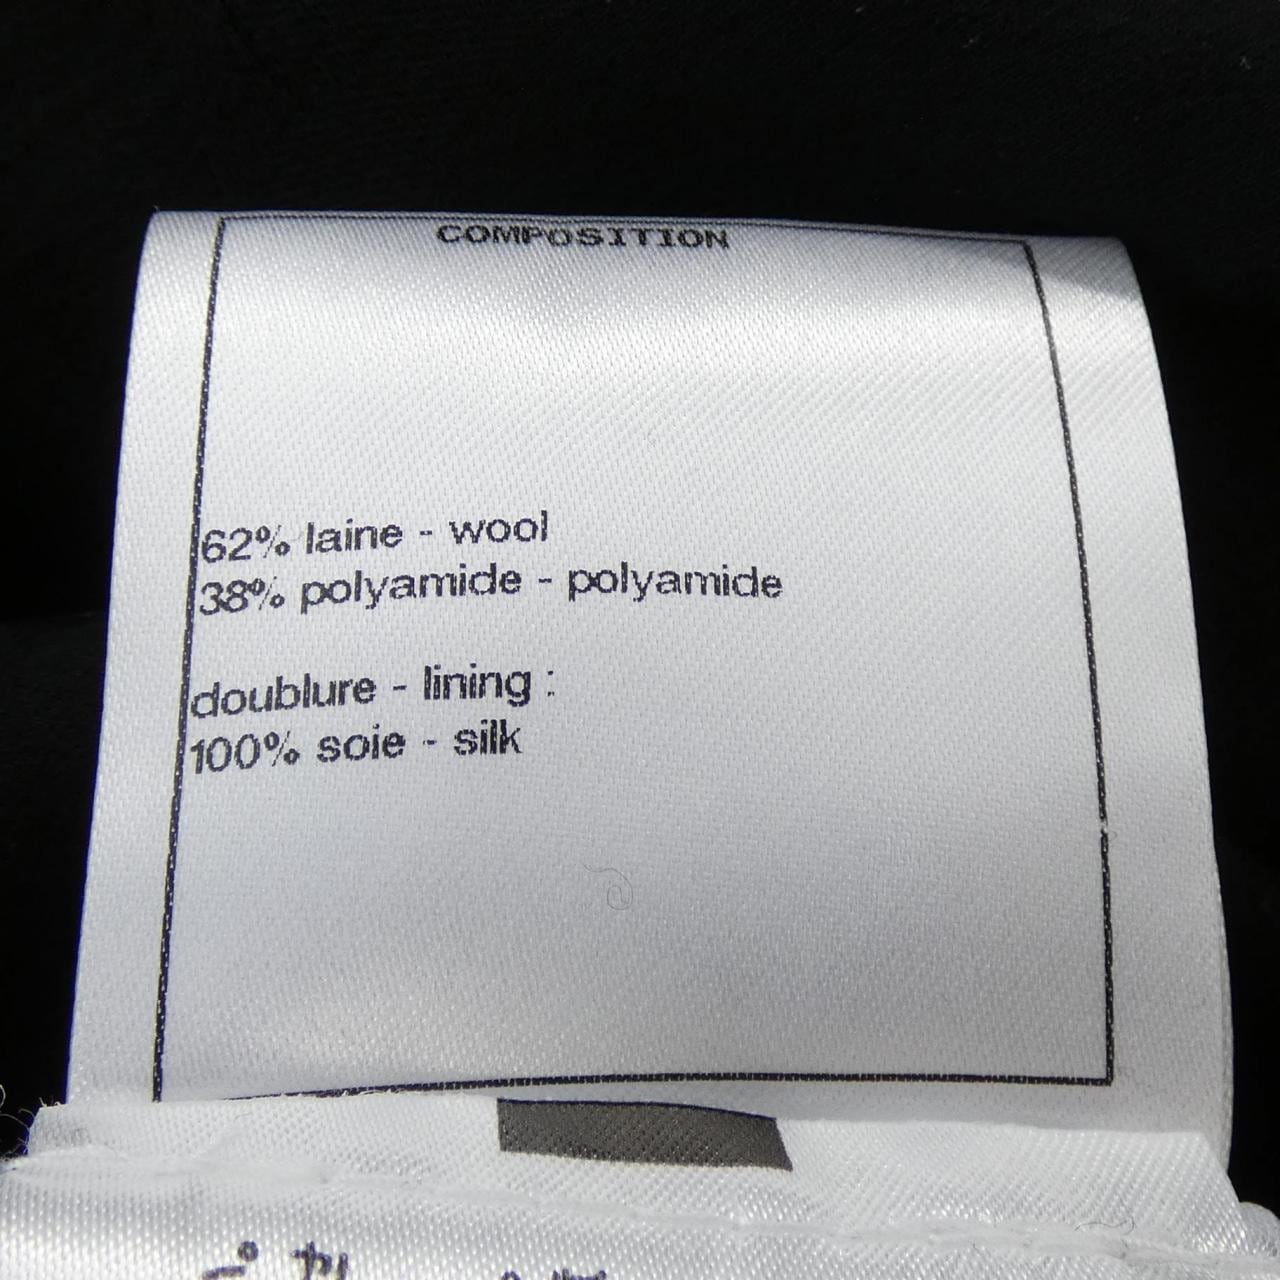 COMPOSITION
62% laine - wool
38% polyamide - polyamide
doublure - lining :
100% soie - silk